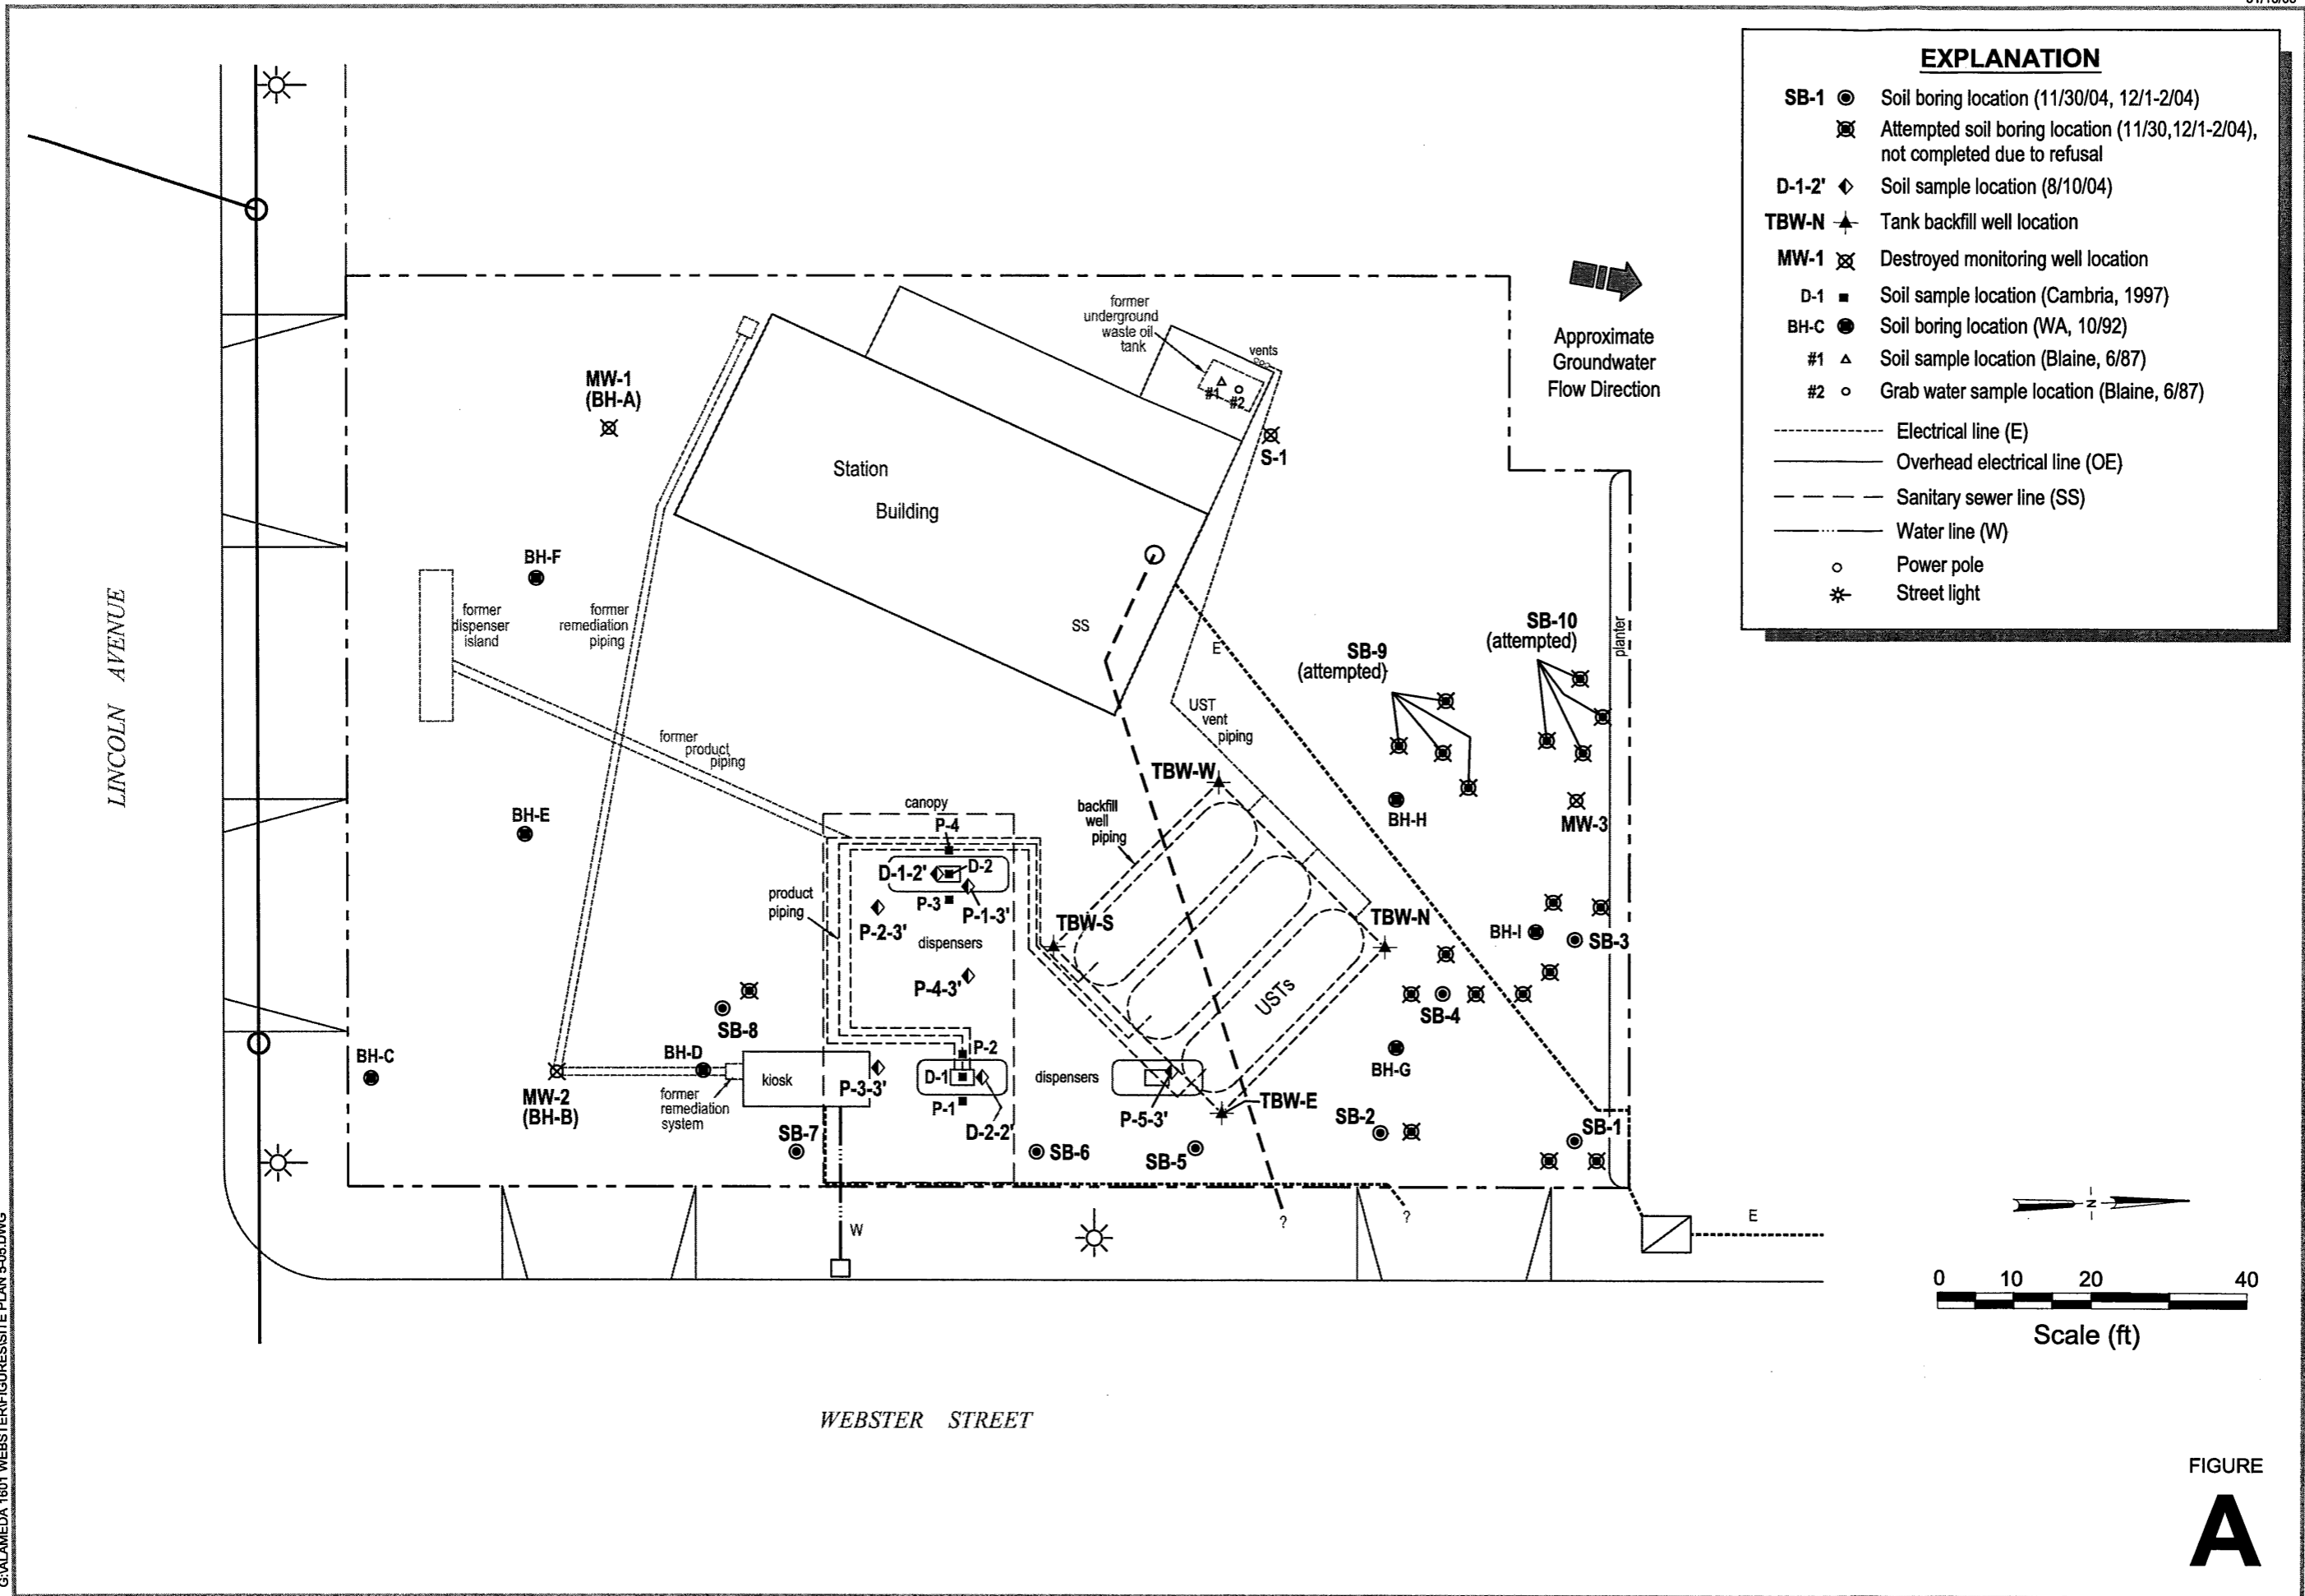 EXPLANATION
SB-1 Soil boring location (11/30/04, 12/1-2/04)
Attempted soil boring location (11/30,12/1-2/04),
not completed due to refusal
D-1-2' Soil sample location (8/10/04)
TBW-N Tank backfill well location
MW-1 Destroyed monitoring well location
D-1 Soil sample location (Cambria, 1997)
BH-C Soil boring location (WA, 10/92)
#1 Soil sample location (Blaine, 6/87)
#2 Grab water sample location (Blaine, 6/87)
Electrical line (E)
Overhead electrical line (OE)
Sanitary sewer line (SS)
Water line (W)
Power pole
Street light
Approximate
Groundwater
Flow Direction
former
underground
waste oil
tank
vents
#1
#2
MW-1
(BH-A)
S-1
Station
Building
BH-F
former
dispenser
island
former
remediation
piping
LINCOLN AVENUE
SS
E
SB-9
(attempted)
SB-10
(attempted)
planter
UST
vent
piping
former
product
piping
TBW-W
backfill
well
piping
BH-H
MW-3
BH-E
canopy
P-4
D-1-2'
D-2
P-3
P-1-3'
product
piping
P-2-3'
dispensers
TBW-S
TBW-N
BH-I
SB-3
P-4-3'
USTs
SB-4
SB-8
BH-C
BH-D
P-2
BH-G
kiosk
P-3-3'
D-1
dispensers
MW-2
(BH-B)
former
remediation
system
P-1
D-2-2'
P-5-3'
TBW-E
SB-2
SB-1
SB-7
SB-6
SB-5
W
?
?
E
N
0 10 20 40
Scale (ft)
WEBSTER STREET
FIGURE
A
G:\ALAMEDA 1601 WEBSTER\FIGURES\SITE PLAN 5-05.DWG